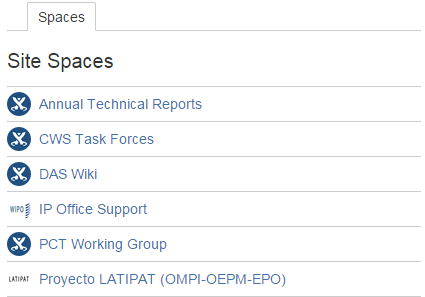 Spaces
Site Spaces
Annual Technical Reports
CWS Task Forces
DAS Wiki
WIPO IP Office Support
PCT Working Group
LATIPAT Proyecto LATIPAT (OMPI-OEPM-EPO)